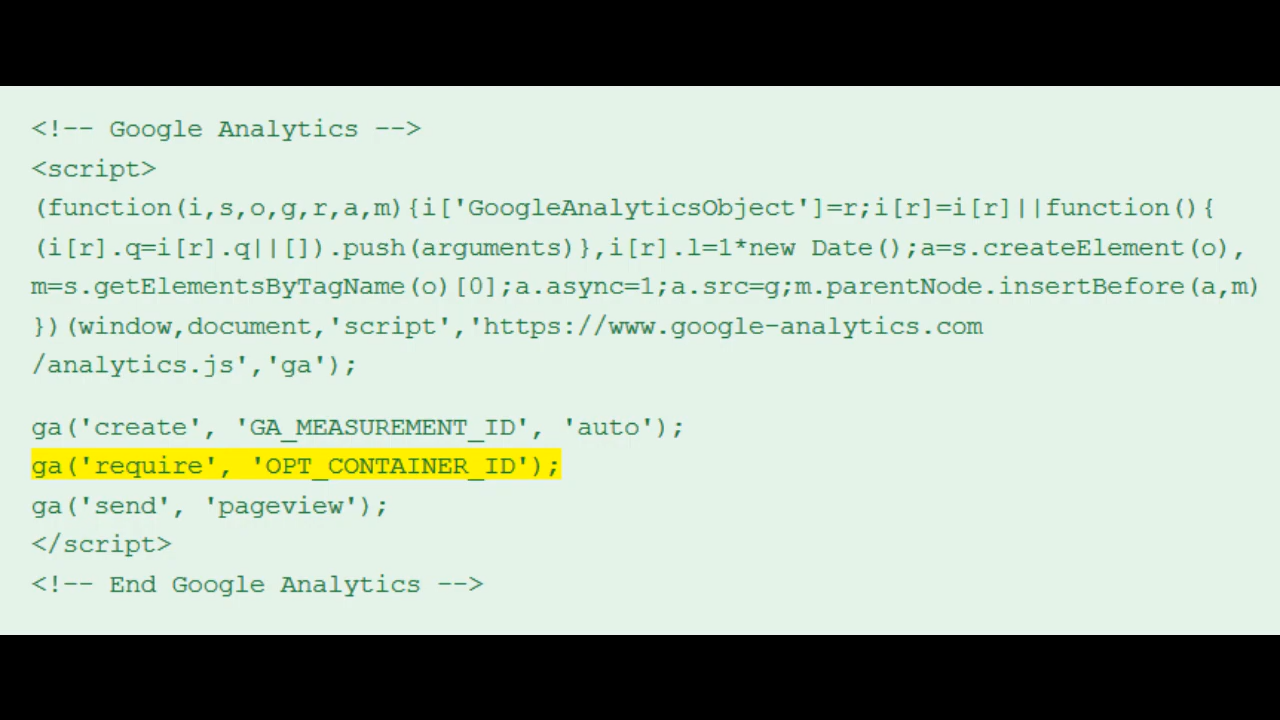 <!-- Google Analytics -->
<script>
(function(i,s,o,g,r,a,m){i['GoogleAnalyticsObject']=r;i[r]=i[r]||function(){
(i[r].q=i[r].q||[]).push(arguments)},i[r].l=1*new Date();a=s.createElement(o),
m=s.getElementsByTagName(o)[0];a.async=1;a.src=g;m.parentNode.insertBefore(a,m)
})(window,document,'script','https://www.google-analytics.com
/analytics.js','ga');
ga('create', 'GA_MEASUREMENT_ID', 'auto');
ga('require', 'OPT_CONTAINER_ID');
ga('send', 'pageview');
</script>
<!-- End Google Analytics -->